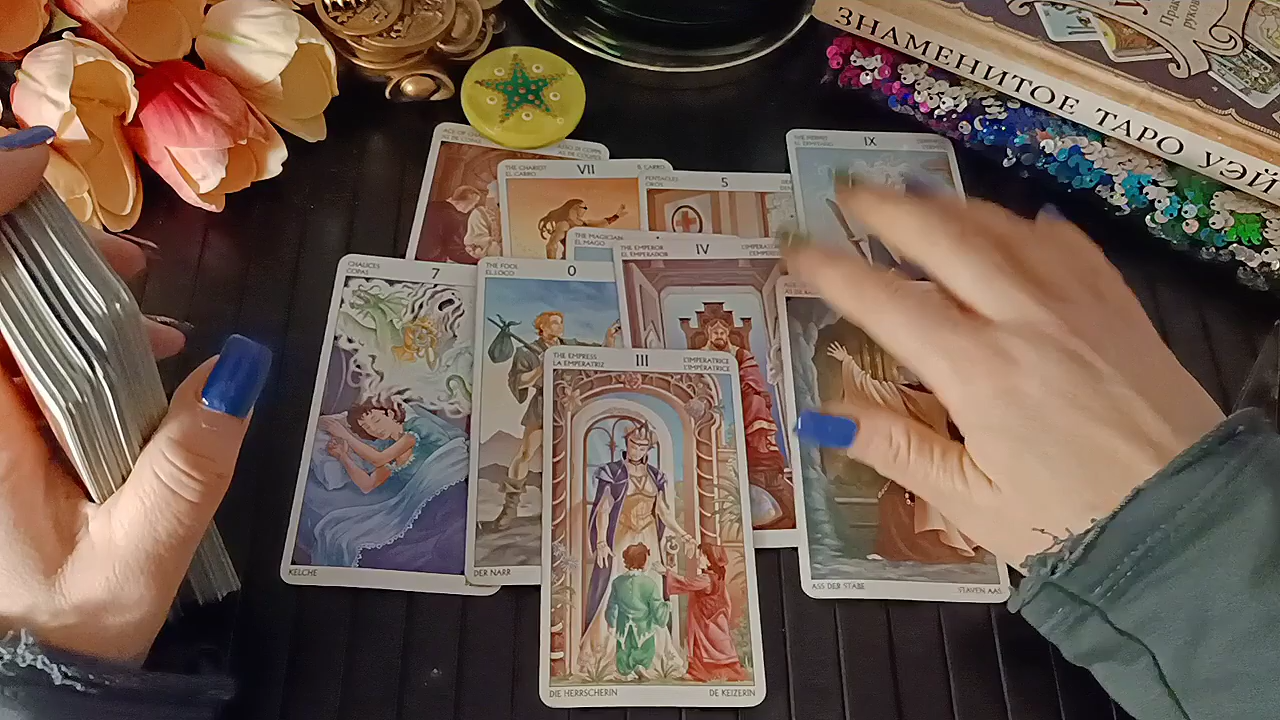 ЗНАМЕНИТОЕ ТАРО УЭЙ
IX
VII
THE CHARIOT
EL CARRO
5
PENTACLES
OROS
THE MAGICIAN
EL MAGO
IV
THE EMPEROR
EL EMPERADOR
7
CHALICES
COPAS
KELCHE
0
THE FOOL
EL LOCO
DER NARR
III
THE EMPRESS
LA EMPERATRIZ
L'IMPERATRICE
L'IMPÉRATRICE
DIE HERRSCHERIN
DE KEIZERIN
ASS DER STÄBE
STAVEN AAS